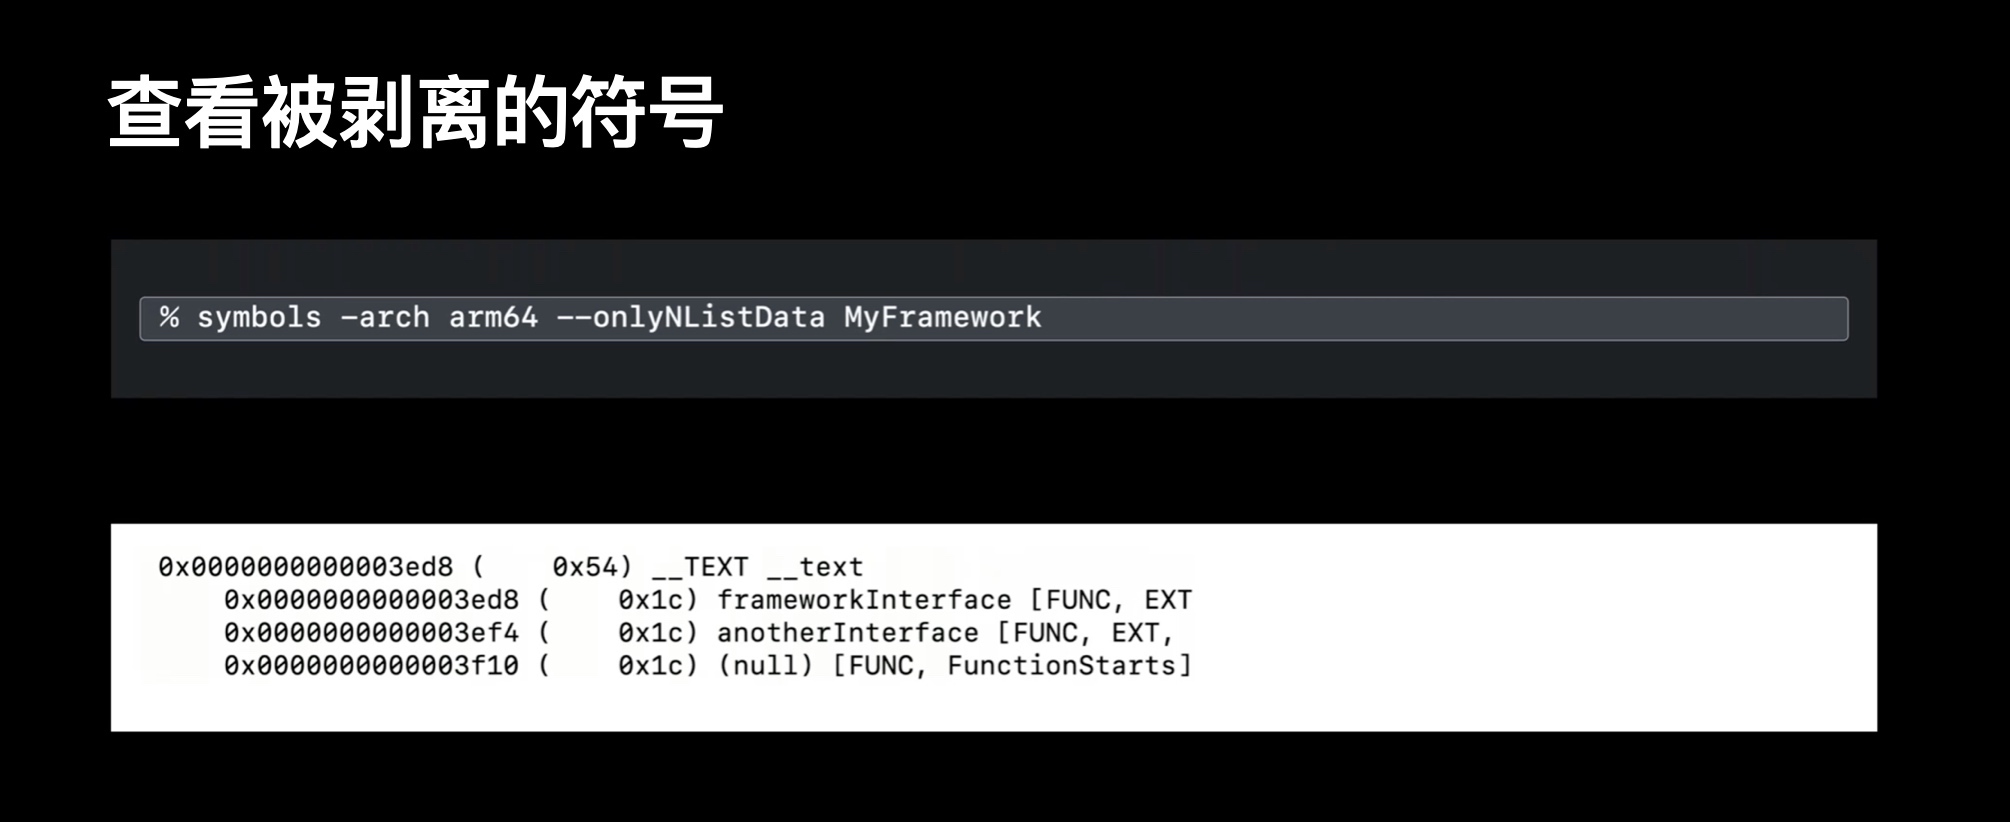 查看被剥离的符号
% symbols -arch arm64 --onlyNListData MyFramework
0x0000000000003ed8 (    0x54) __TEXT __text
    0x0000000000003ed8 (    0x1c) frameworkInterface [FUNC, EXT
    0x0000000000003ef4 (    0x1c) anotherInterface [FUNC, EXT,
    0x0000000000003f10 (    0x1c) (null) [FUNC, FunctionStarts]